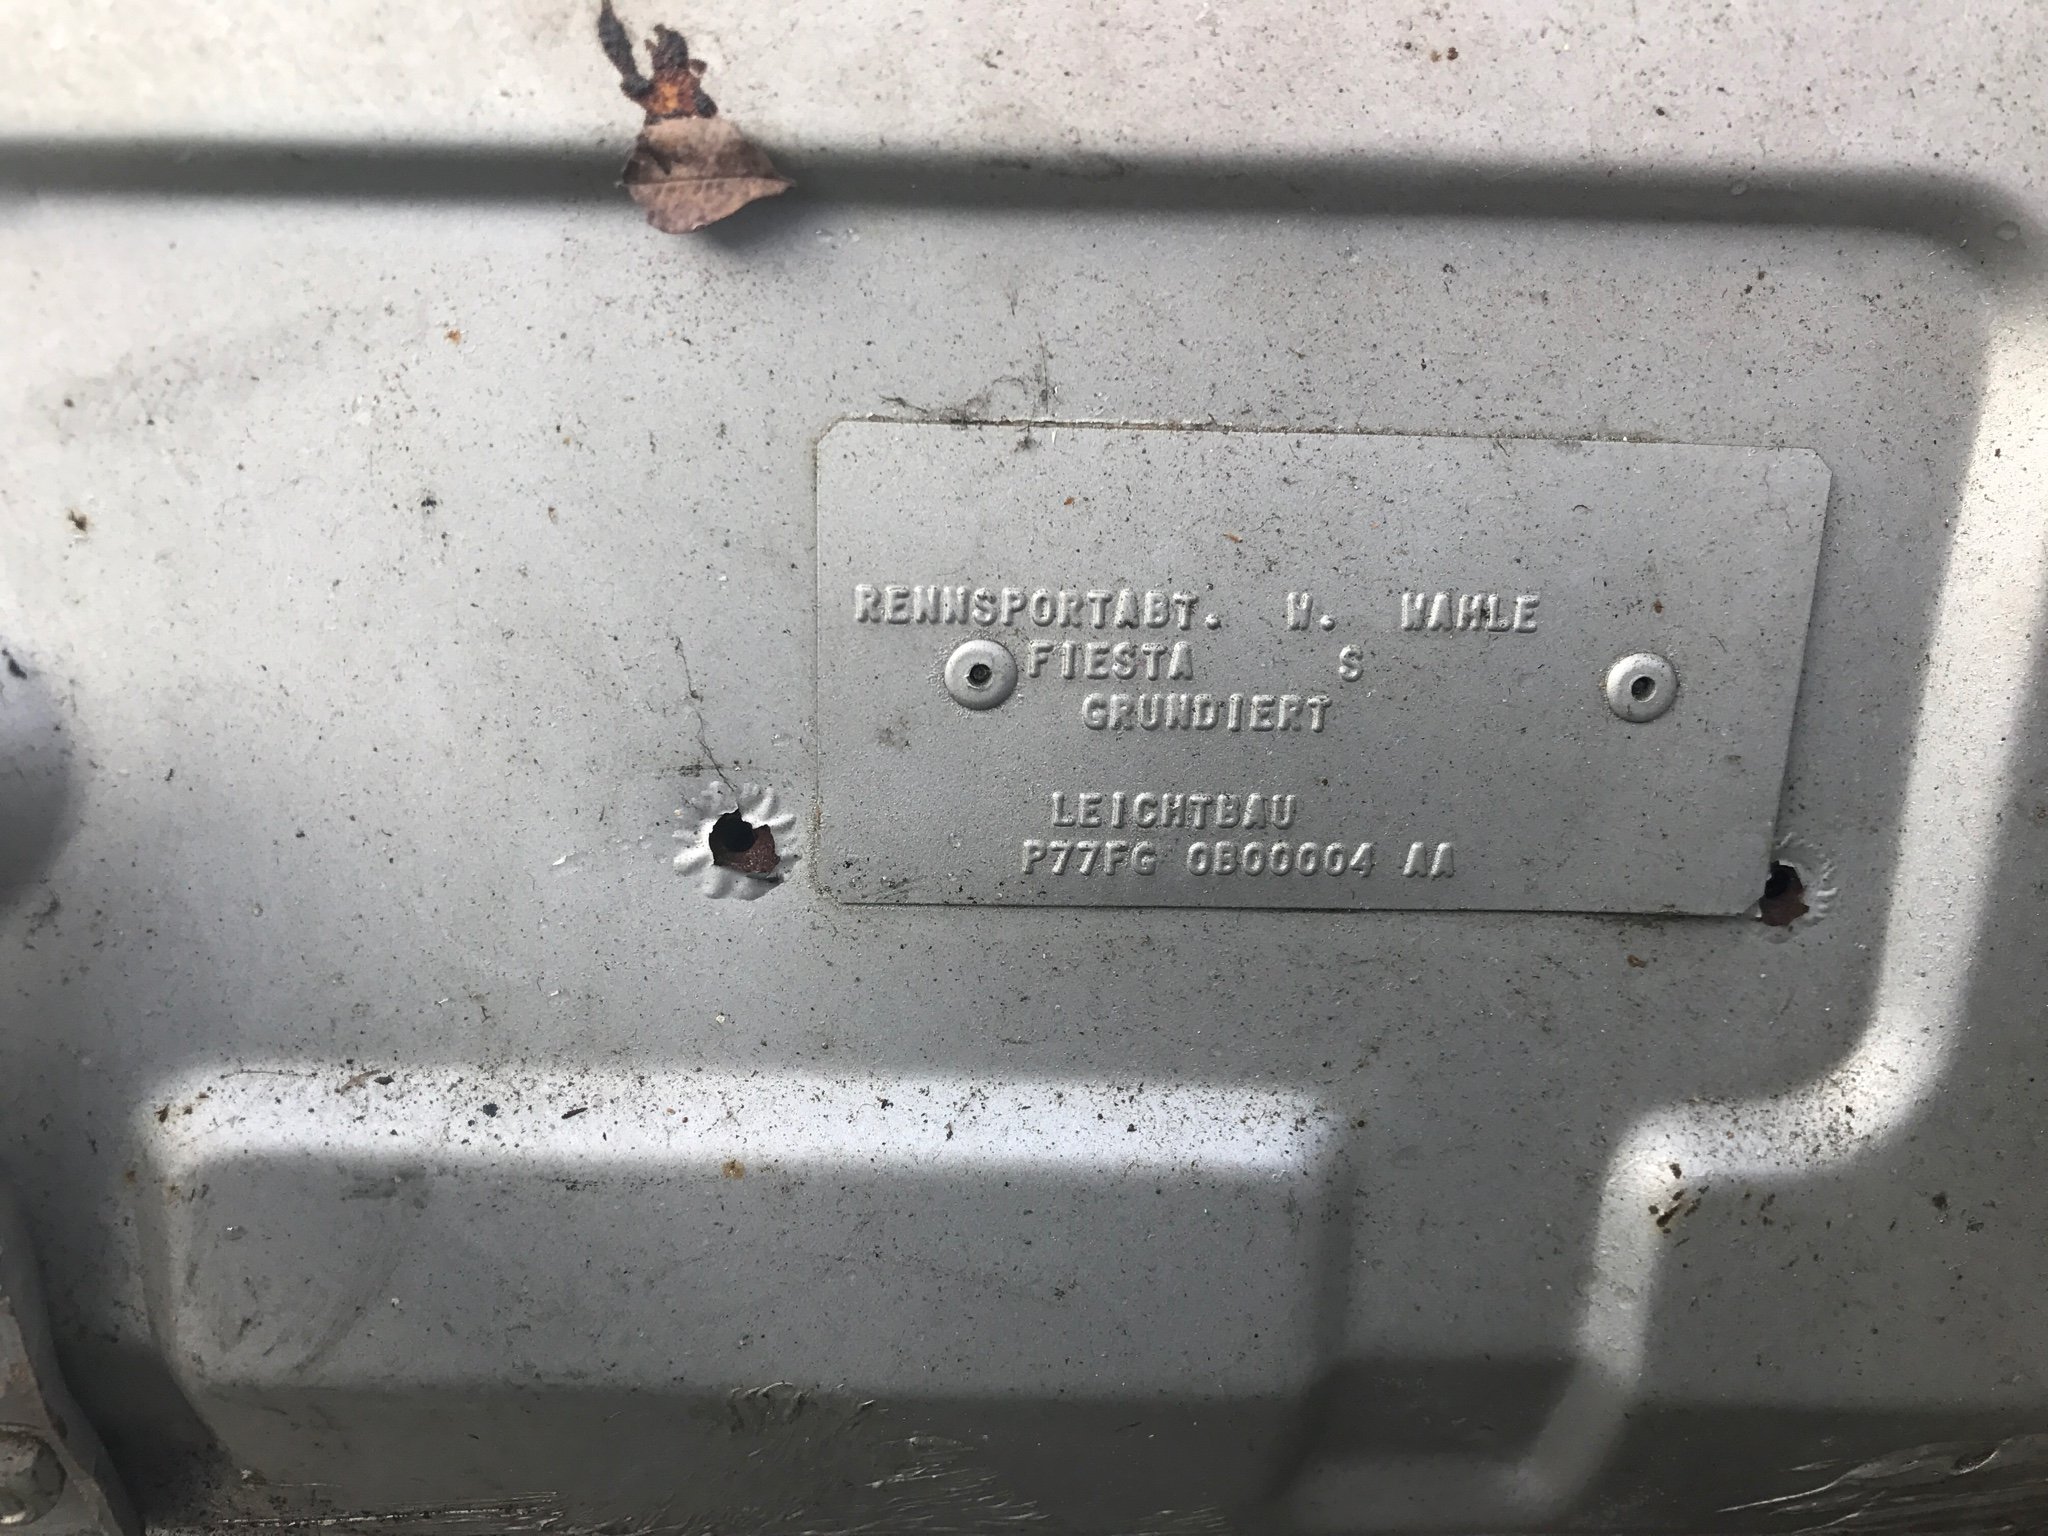 RENNSPORTABT. W. WAHLE
FIESTA S
GRUNDIERT
LEICHTBAU
P77FG 0B00004 AA